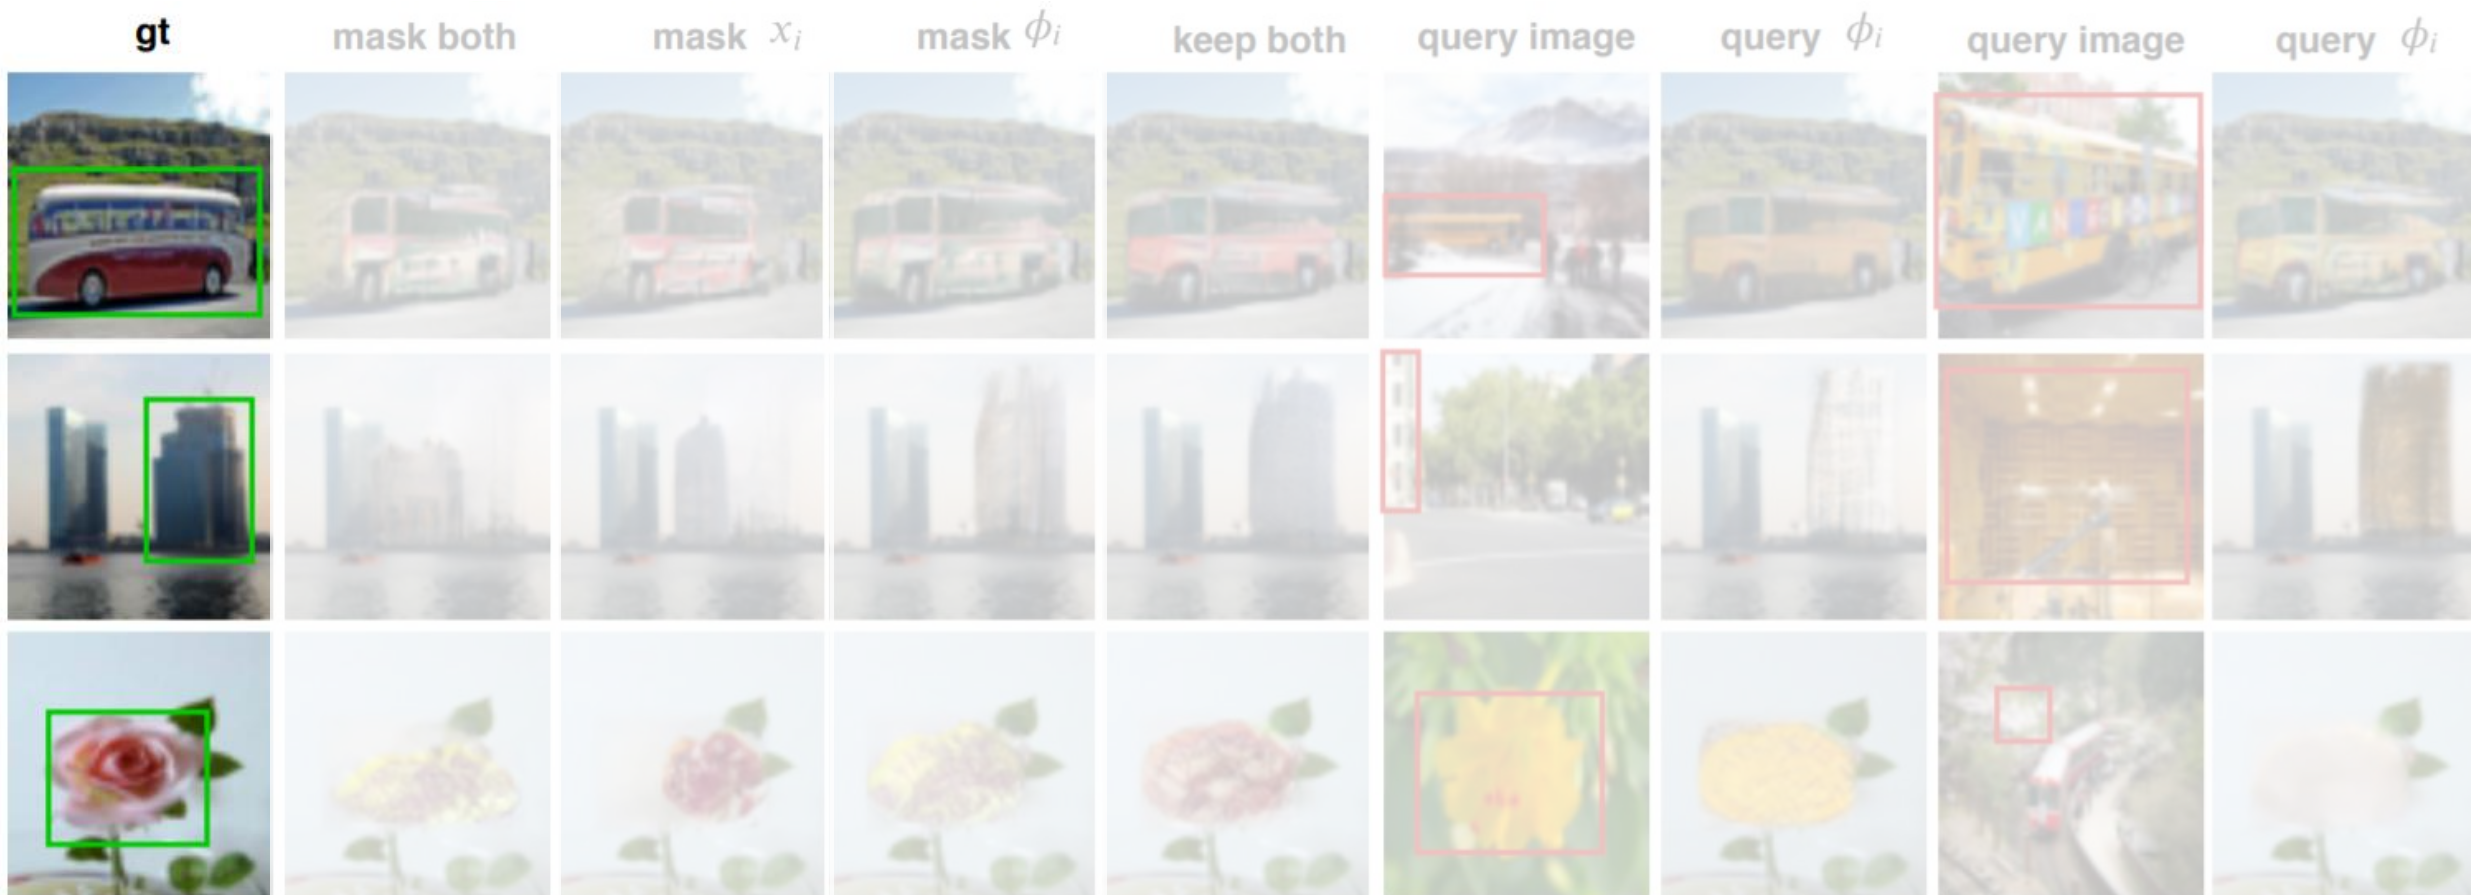 gt mask both mask xᵢ mask ϕᵢ keep both query image query ϕᵢ query image query ϕᵢ